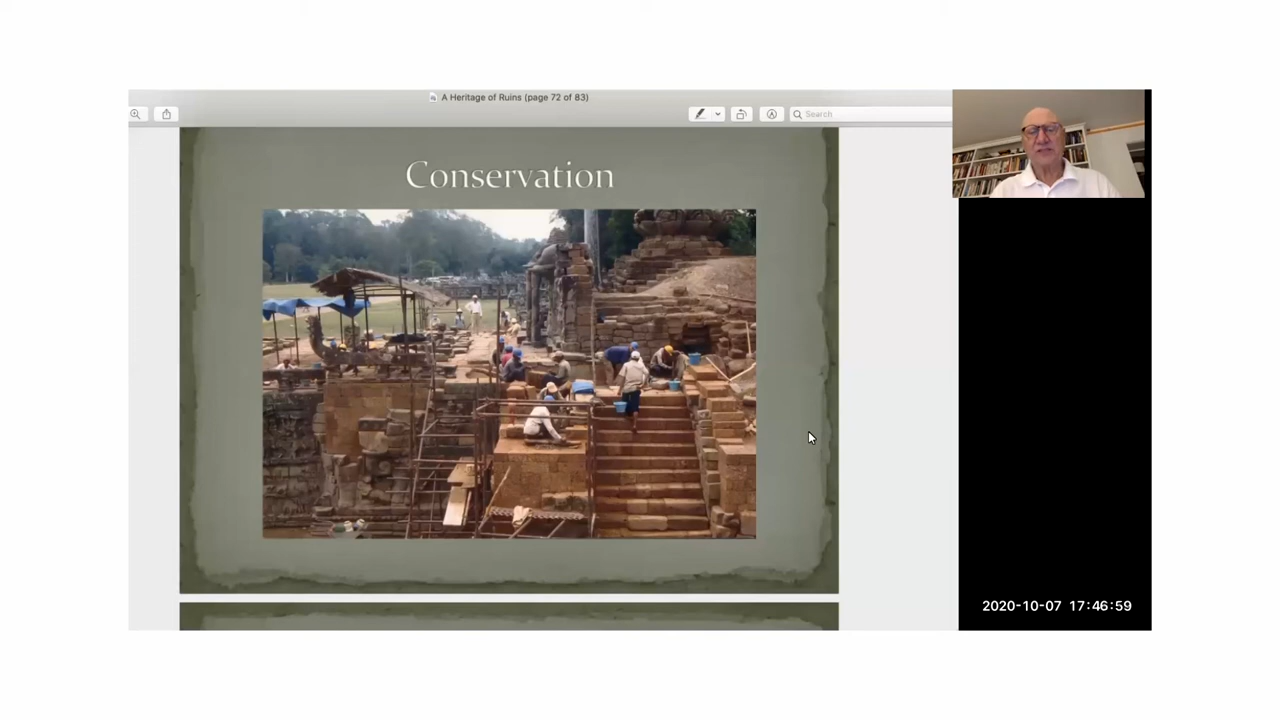 A Heritage of Ruins (page 72 of 83)
Search
Conservation
2020-10-07 17:46:59